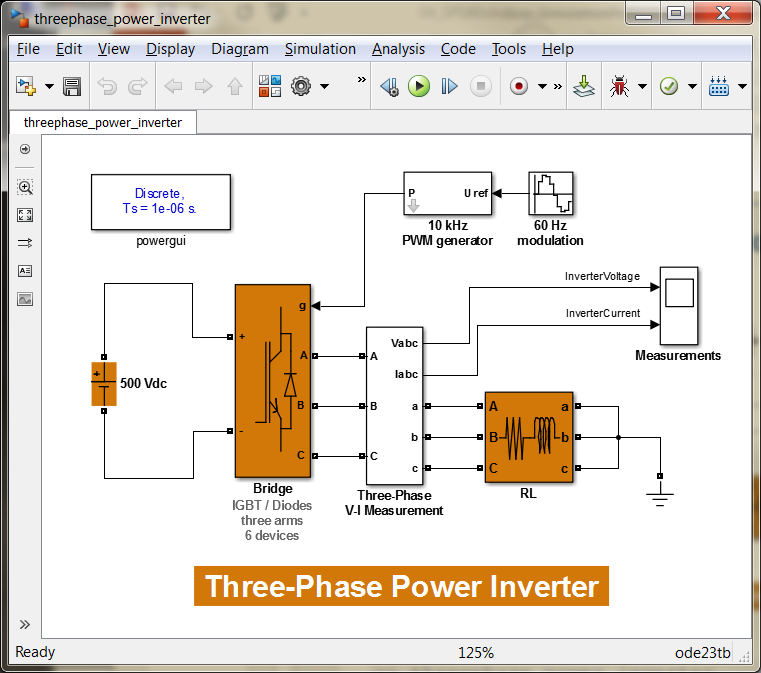 threephase_power_inverter
File Edit View Display Diagram Simulation Analysis Code Tools Help
threephase_power_inverter
Discrete,
Ts = 1e-06 s.
powergui
P Uref
10 kHz
PWM generator
60 Hz
modulation
InverterVoltage
InverterCurrent
Measurements
+
500 Vdc
g
+
-
A
B
C
Bridge
IGBT / Diodes
three arms
6 devices
A
B
C
Vabc
Iabc
a
b
c
Three-Phase
V-I Measurement
A
B
C
a
b
c
RL
Three-Phase Power Inverter
Ready 125% ode23tb